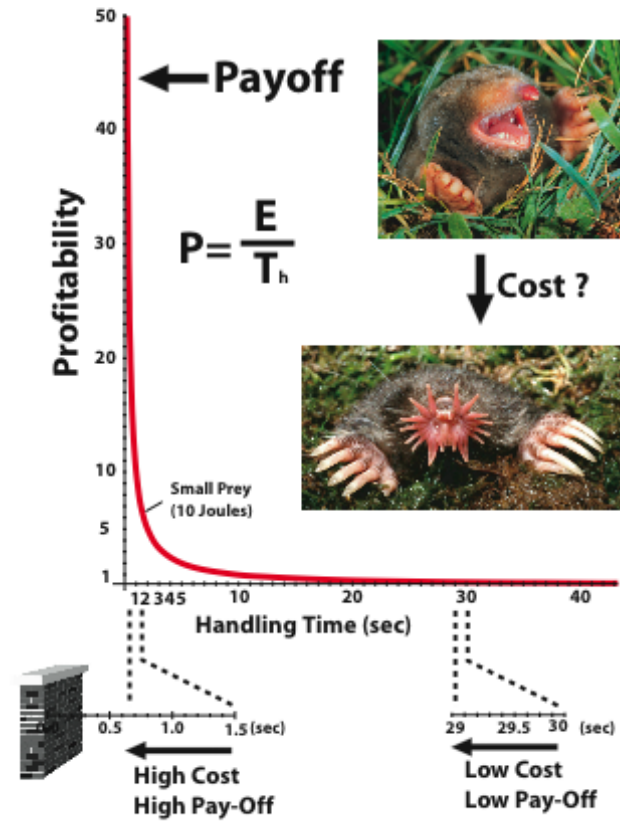 50
Payoff
40
Profitability
30
P= E
T h
Cost ?
20
10
Small Prey
(10 Joules)
5
1
1 2 3 4 5 10 20 30 40
Handling Time (sec)
0.5 1.0 1.5 (sec)
29 29.5 30 (sec)
High Cost
High Pay-Off
Low Cost
Low Pay-Off